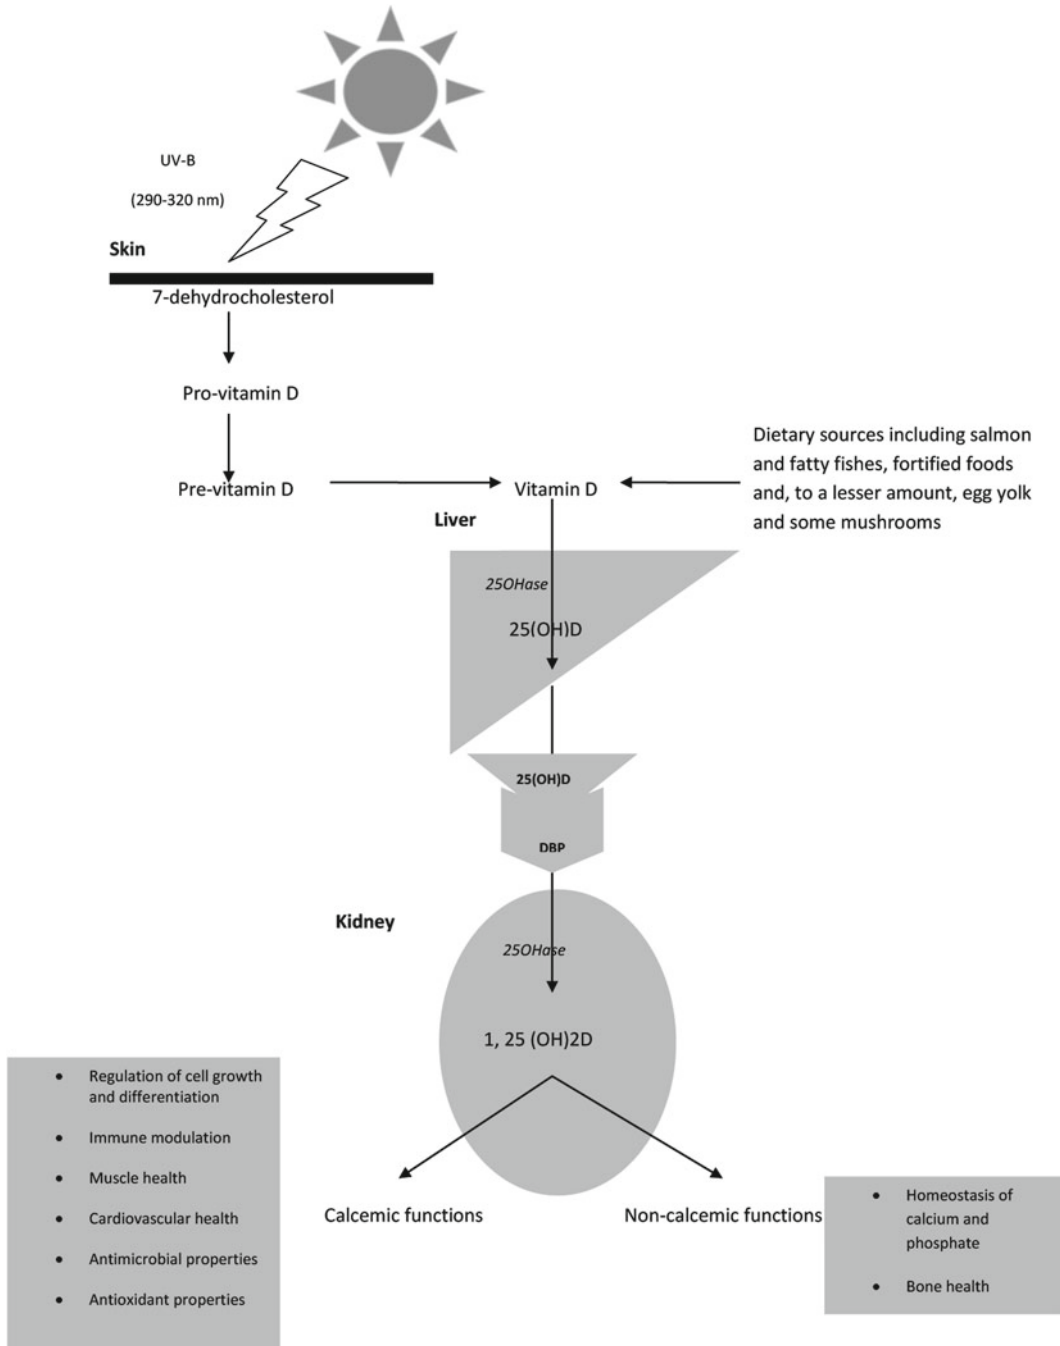 UV-B
(290-320 nm)
Skin
7-dehydrocholesterol
Pro-vitamin D
Pre-vitamin D
Vitamin D
Dietary sources including salmon
and fatty fishes, fortified foods
and, to a lesser amount, egg yolk
and some mushrooms
Liver
25OHase
25(OH)D
25(OH)D
DBP
Kidney
25OHase
1, 25 (OH)2D
Calcemic functions
Non-calcemic functions
• Regulation of cell growth
and differentiation
• Immune modulation
• Muscle health
• Cardiovascular health
• Antimicrobial properties
• Antioxidant properties
• Homeostasis of
calcium and
phosphate
• Bone health